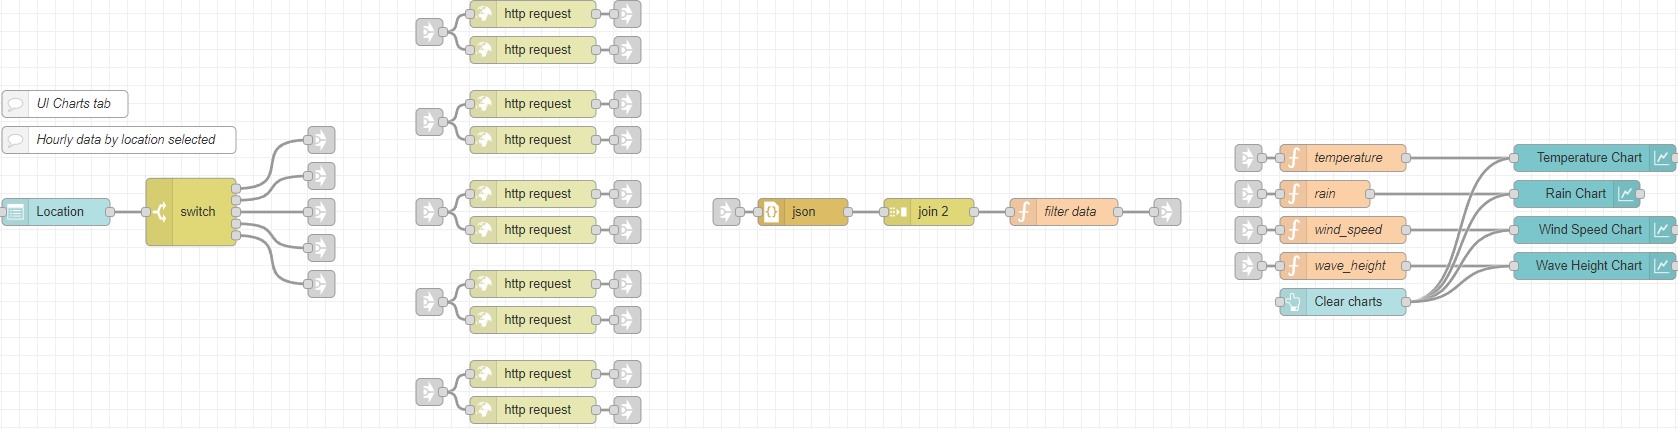 UI Charts tab
Hourly data by location selected
Location
switch
http request
http request
http request
http request
http request
http request
http request
http request
http request
http request
json
join 2
filter data
temperature
rain
wind_speed
wave_height
Clear charts
Temperature Chart
Rain Chart
Wind Speed Chart
Wave Height Chart